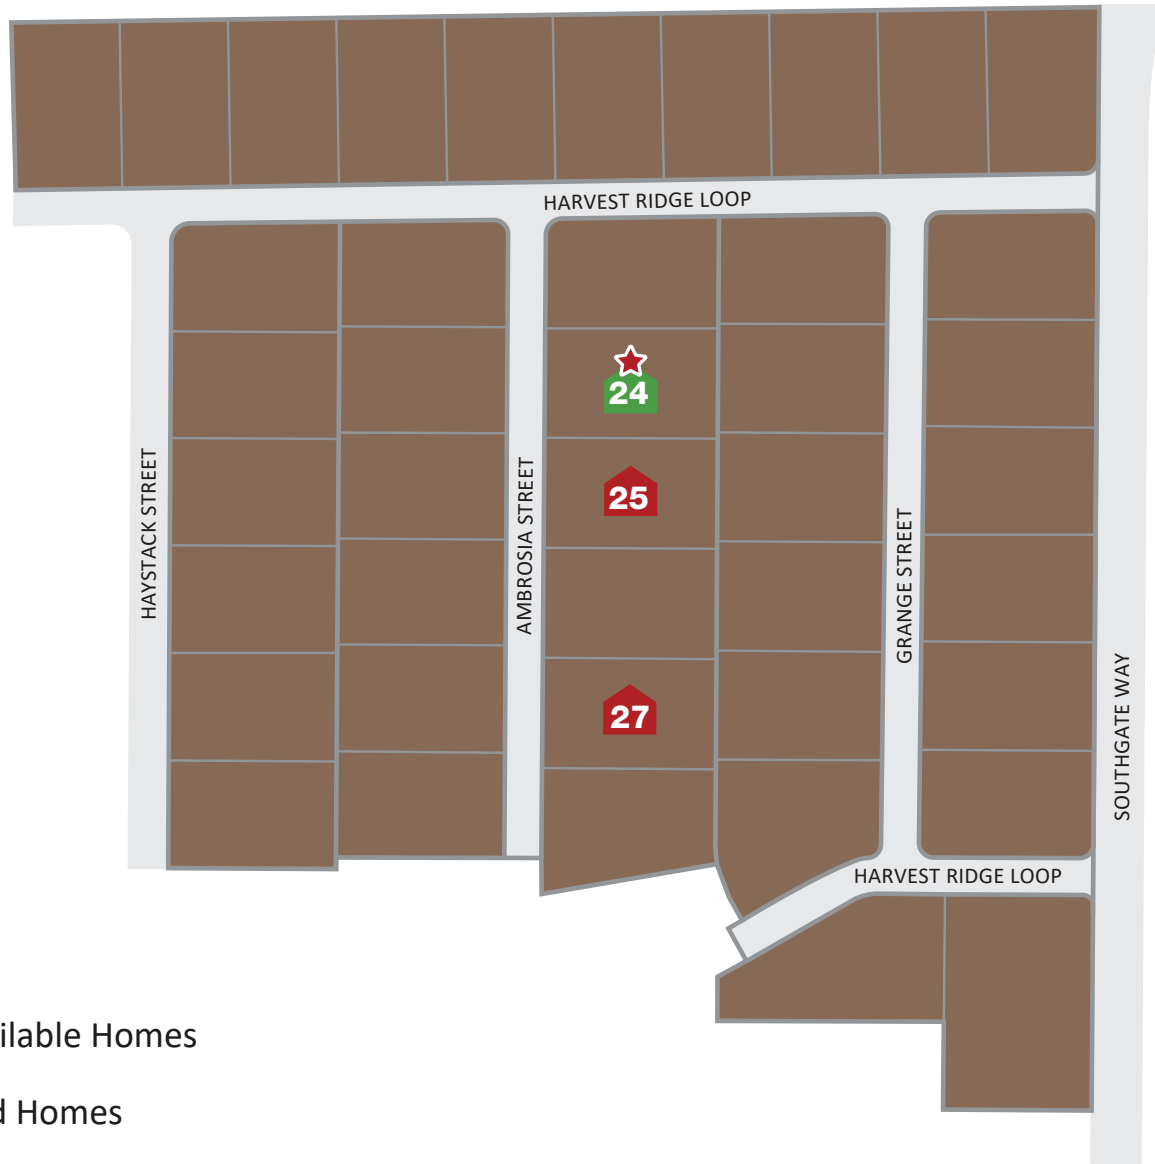 HARVEST RIDGE LOOP
24
25
HAYSTACK STREET
AMBROSIA STREET
GRANGE STREET
27
SOUTHGATE WAY
HARVEST RIDGE LOOP
ilable Homes
d Homes